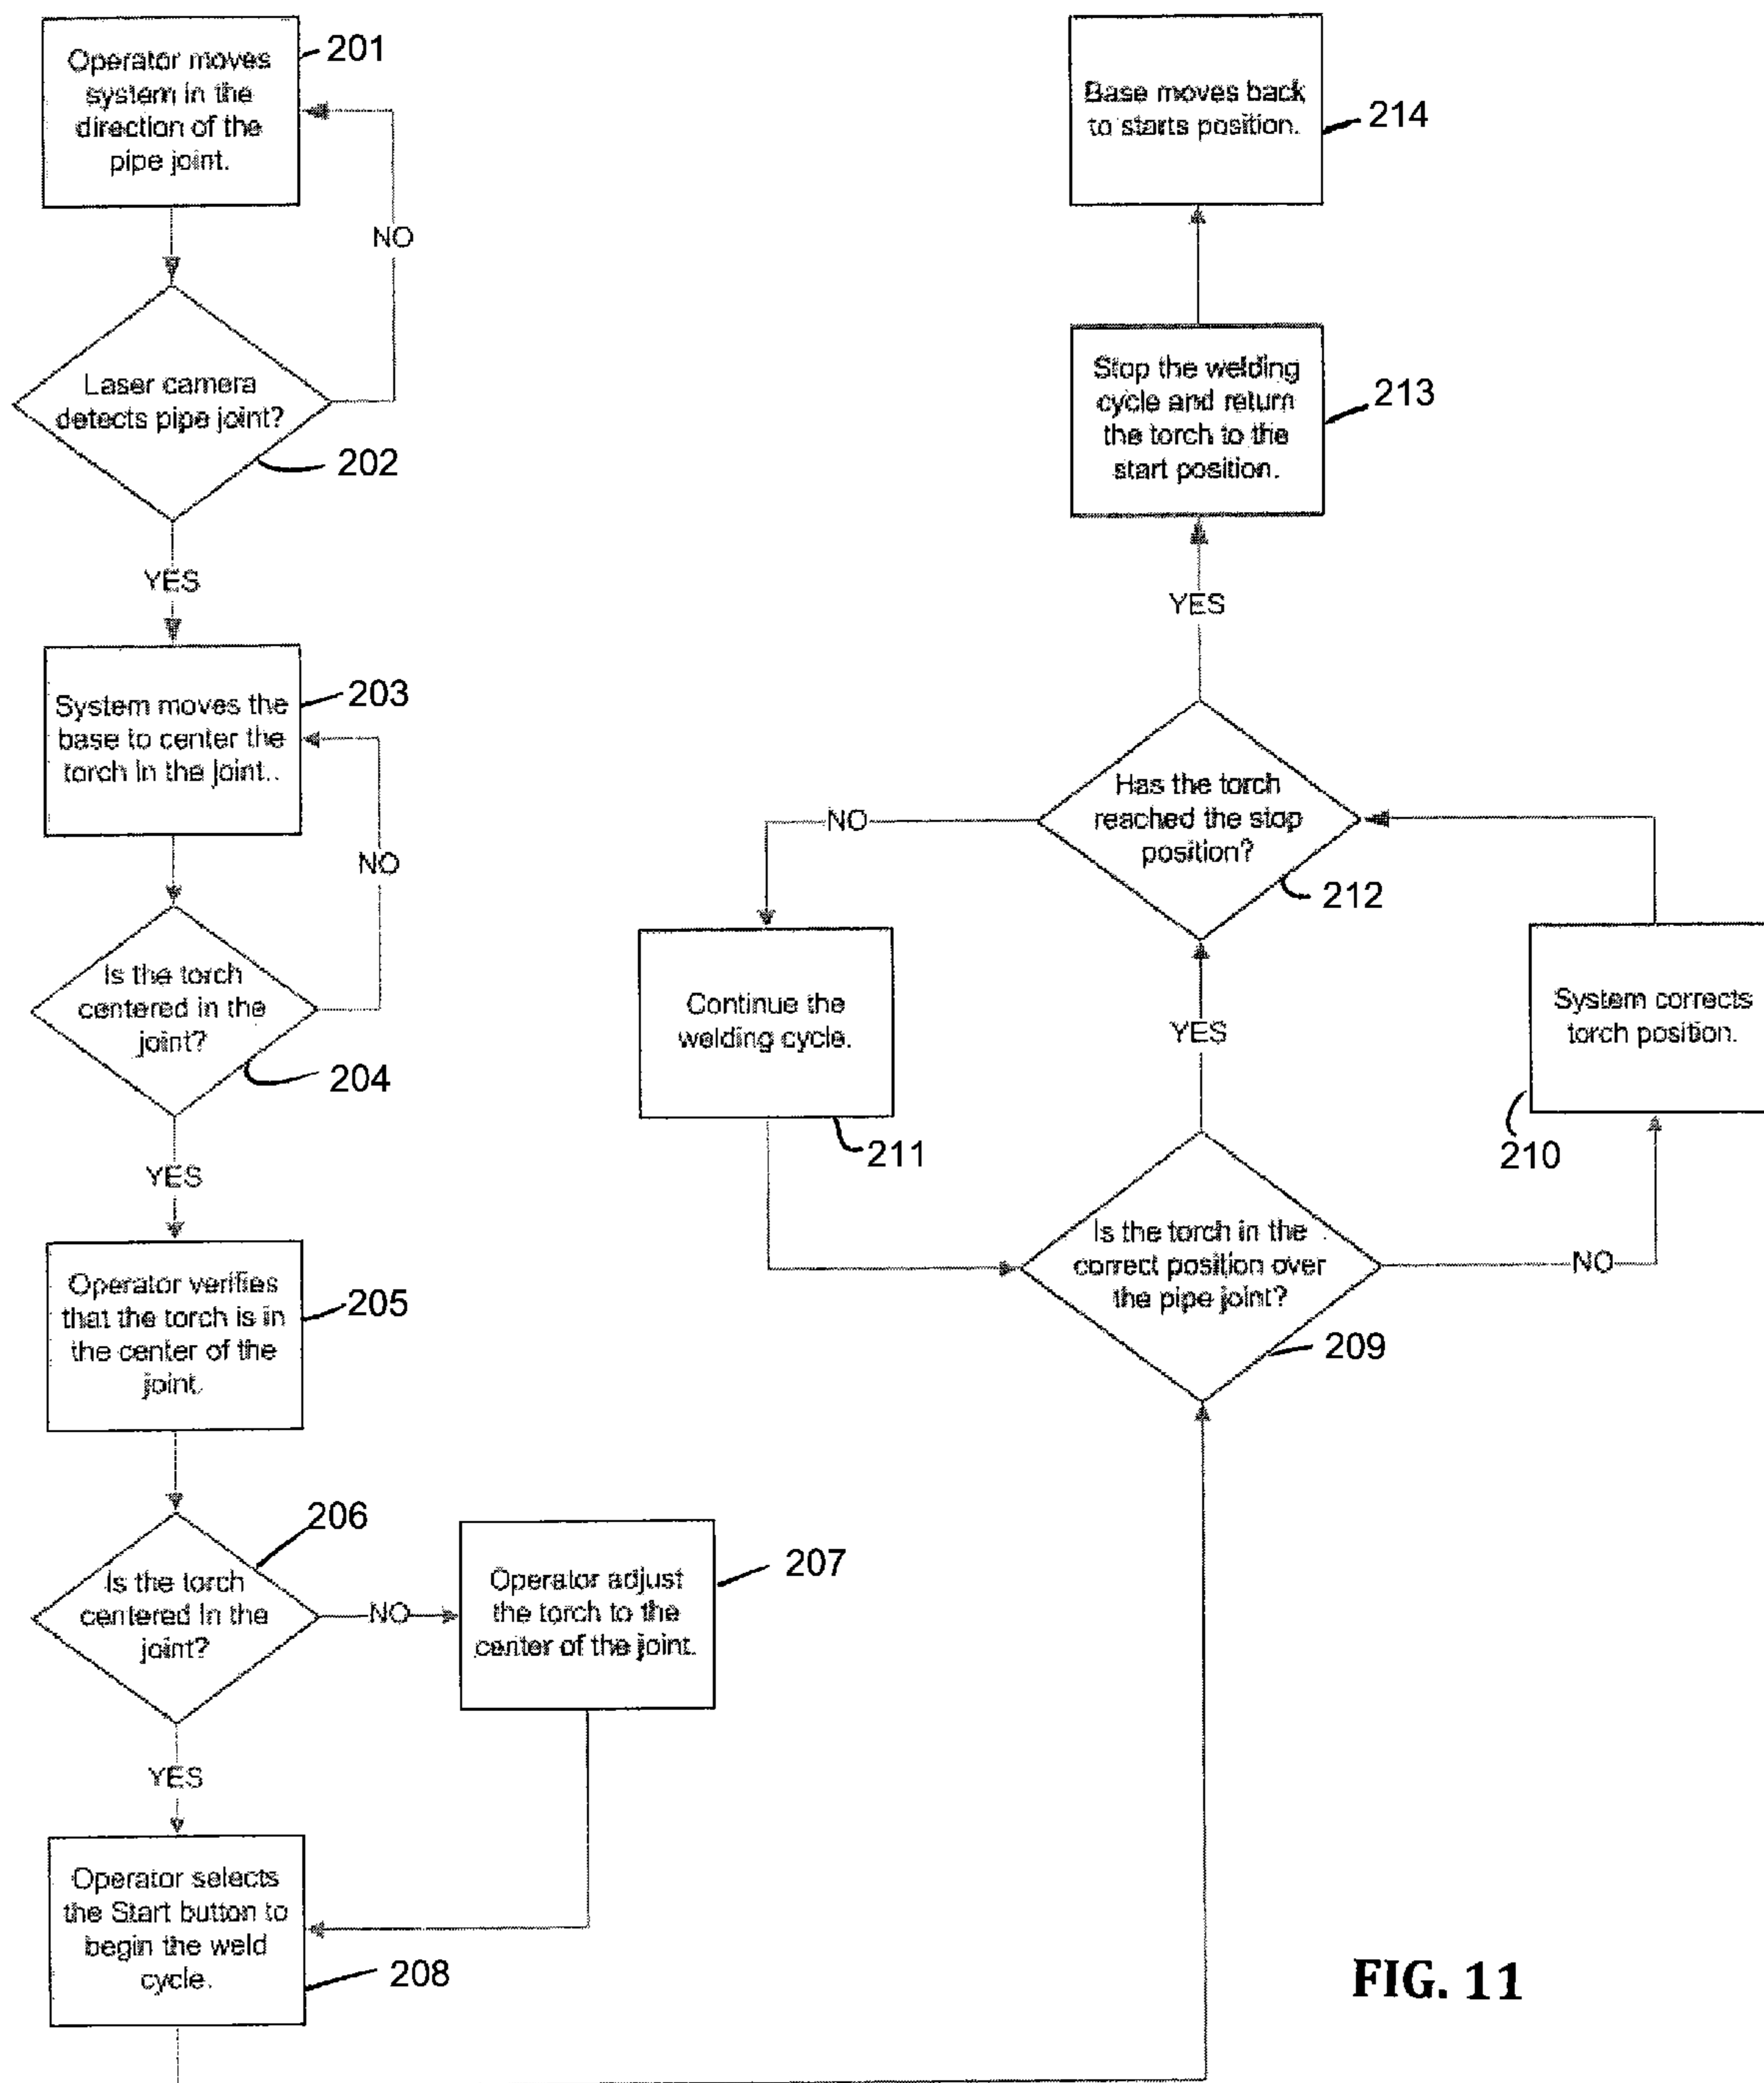 Operator moves
system in the
direction of the
pipe joint.
201
NO
Laser camera
detects pipe joint?
202
YES
System moves the
base to center the
torch in the joint..
203
NO
Is the torch
centered in the
joint?
204
YES
Operator verifies
that the torch is in
the center of the
joint.
205
206
Is the torch
centered in the
joint?
NO
Operator adjust
the torch to the
center of the joint.
207
YES
Operator selects
the Start button to
begin the weld
cycle.
208
Base moves back
to starts position.
214
Stop the welding
cycle and return
the torch to the
start position.
213
YES
Has the torch
reached the stop
position?
212
NO
Continue the
welding cycle.
211
YES
System corrects
torch position.
210
Is the torch in the
correct position over
the pipe joint?
209
NO
FIG. 11